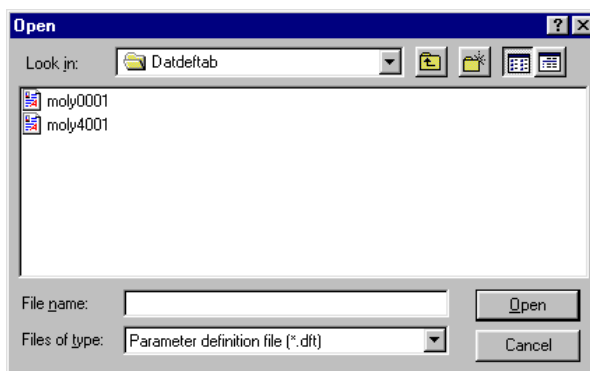 Open
Look in: Datdeftab
moly0001
moly4001
File name: Open
Files of type: Parameter definition file (*.dft) Cancel